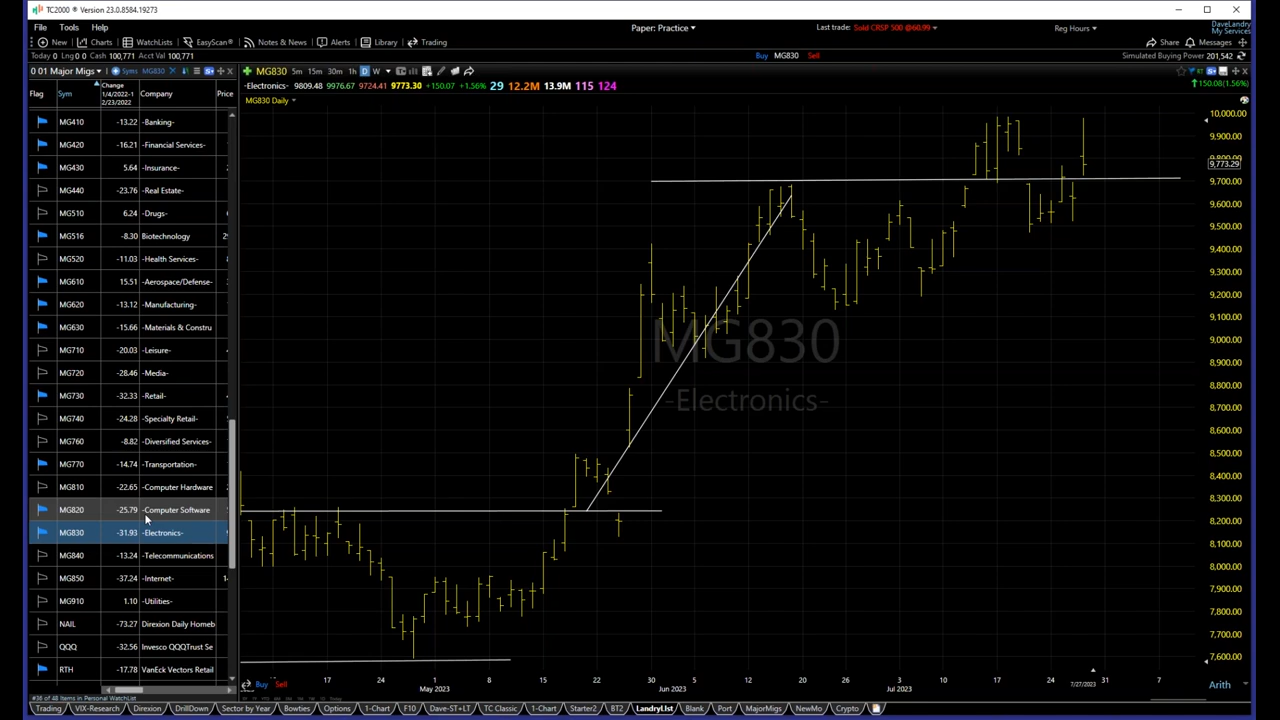 TC2000 ® Version 23.0.8584.19273
File Tools Help
Paper: Practice
Last trade: Sold CRSP 500 @60.99
Reg Hours
DaveLandry
My Services
New Charts WatchLists EasyScan® Notes & News Alerts Library Trading
Share Messages
Today 0 Lng 0 Cash 100,771 Acct Val 100,771
Buy MG830 Sell
Simulated Buying Power 201,542
0 01 Major Migs Syms MG830
MG830 5m 15m 30m 1h D W
Flag Sym Change 1/4/2022-2/23/2022 Company Price
-Electronics- 9809.48 9976.67 9724.41 9773.30 +150.07 +1.56% 29 12.2M 13.9M 115 124
150.08(1.56%)
MG830 Daily
MG410 -13.22 -Banking-
MG420 -16.21 -Financial Services-
MG430 5.64 -Insurance-
MG440 -23.76 -Real Estate-
MG510 6.24 -Drugs-
MG516 -8.30 Biotechnology
MG520 -11.03 -Health Services-
MG610 15.51 -Aerospace/Defense-
MG620 -13.12 -Manufacturing-
MG630 -15.66 -Materials & Constru
MG710 -20.03 -Leisure-
MG720 -28.46 -Media-
MG730 -32.33 -Retail-
MG740 -24.28 -Specialty Retail-
MG760 -8.82 -Diversified Services-
MG770 -14.74 -Transportation-
MG810 -22.65 -Computer Hardware
MG820 -25.79 -Computer Software
MG830 -31.93 -Electronics-
MG840 -13.24 -Telecommunications
MG850 -37.24 -Internet-
MG910 1.10 -Utilities-
NAIL -73.27 Direxion Daily Homeb
QQQ -32.56 Invesco QQQTrust Se
RTH -17.78 VanEck Vectors Retail
#36 of 48 Items in Personal WatchList
MG830
-Electronics-
10,000.00
9,900.00
9,800.00
9,773.29
9,700.00
9,600.00
9,500.00
9,400.00
9,300.00
9,200.00
9,100.00
9,000.00
8,900.00
8,800.00
8,700.00
8,600.00
8,500.00
8,400.00
8,300.00
8,200.00
8,100.00
8,000.00
7,900.00
7,800.00
7,700.00
7,600.00
17 24 1 8 15 22 30 5 12 20 26 3 10 17 24 31 7
May 2023 Jun 2023 Jul 2023 7/27/2023
Buy Sell
Arith
Trading VIX-Research Direxion DrillDown Sector by Year Bowties Options 1-Chart F10 Dave-ST+LT TC Classic 1-Chart Starter2 BT2 LandryLIst Blank Port MajorMigs NewMo Crypto